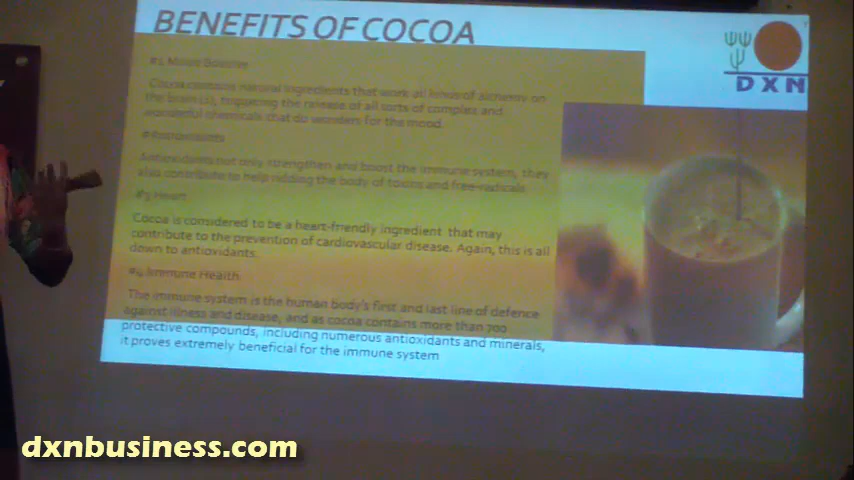 BENEFITS OF COCOA
#1 Mood Booster
Cocoa contains natural ingredients that work all kinds of alchemy on
the brain (s), triggering the release of all sorts of complex and
wonderful chemicals that do wonders for the mood.
Antioxidants not only strengthen and boost the immune system, they
also contribute to help ridding the body of toxins and free-radicals
#3 Heart
Cocoa is considered to be a heart-friendly ingredient that may
contribute to the prevention of cardiovascular disease. Again, this is all
down to antioxidants.
#4 Immune Health
The immune system is the human body's first and last line of defence
against illness and disease, and as cocoa contains more than 700
protective compounds, including numerous antioxidants and minerals,
it proves extremely beneficial for the immune system
DXN
dxnbusiness.com